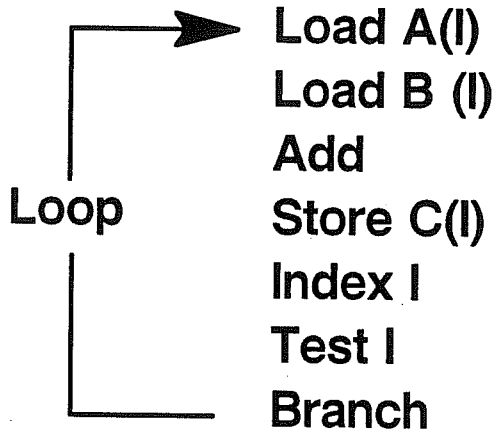 Load A(I)
Load B (I)
Add
Loop
Store C(I)
Index I
Test I
Branch